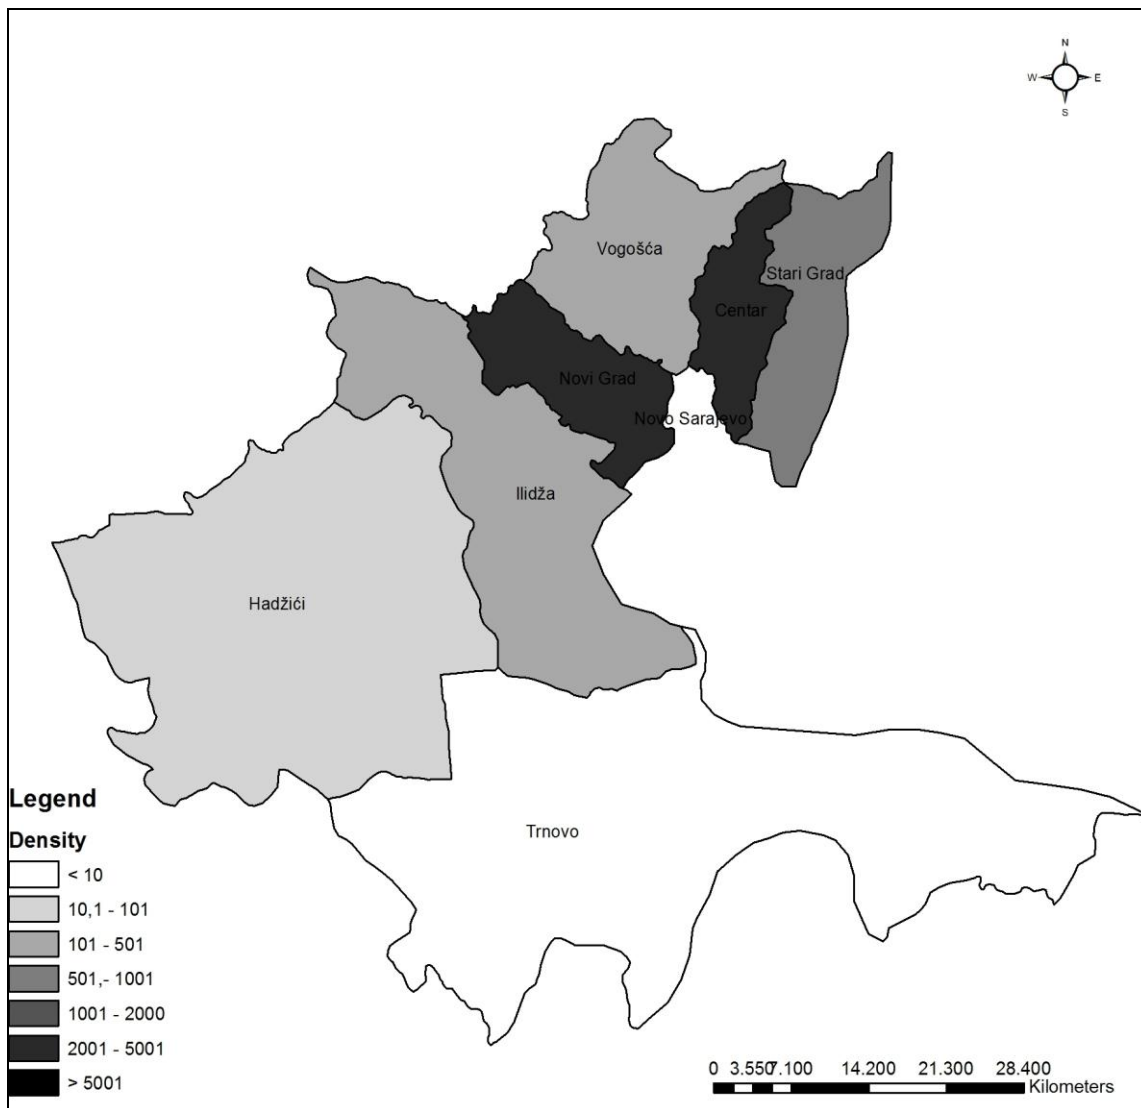 N
W E
S
Vogošća
Stari Grad
Centar
Novi Grad
Novo Sarajevo
Ilidža
Hadžići
Trnovo
Legend
Density
< 10
10,1 - 101
101 - 501
501,- 1001
1001 - 2000
2001 - 5001
> 5001
0 3.550 7.100 14.200 21.300 28.400
Kilometers